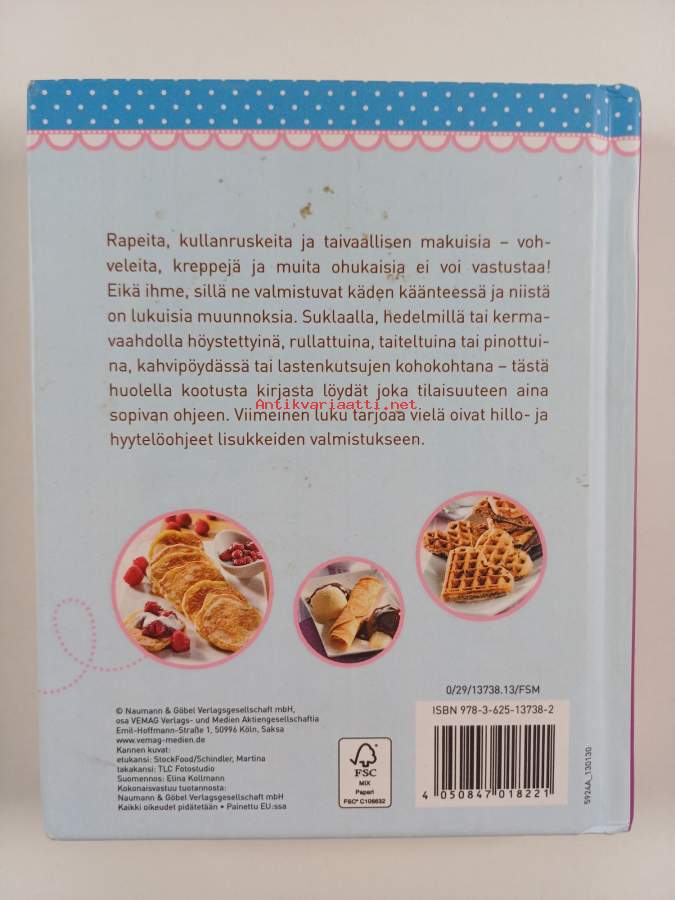 Rapeita, kullanruskeita ja taivaallisen makuisia – voh-
veleita, kreppejä ja muita ohukaisia ei voi vastustaa!
Eikä ihme, sillä ne valmistuvat käden käänteessä ja niistä
on lukuisia muunnoksia. Suklaalla, hedelmillä tai kerma-
vaahdolla höystettyinä, rullattuina, taiteltuina tai pinottui-
na, kahvipöydässä tai lastenkutsujen kohokohtana – tästä
huolella kootusta kirjasta löydät joka tilaisuuteen aina
Antikvariaatti.net
sopivan ohjeen. Viimeinen luku tarjoaa vielä oivat hillo- ja
hyytelöohjeet lisukkeiden valmistukseen.
0/29/13738.13/FSM
ISBN 978-3-625-13738-2
4 050847 018221
5924A_130130
© Naumann & Göbel Verlagsgesellschaft mbH,
osa VEMAG Verlags- und Medien Aktiengesellschaftia
Emil-Hoffmann-Straße 1, 50996 Köln, Saksa
www.vemag-medien.de
Kannen kuvat:
etukansi: StockFood/Schindler, Martina
takakansi: TLC Fotostudio
Suomennos: Elina Kollmann
Kokonaisvastuu tuotannosta:
Naumann & Göbel Verlagsgesellschaft mbH
Kaikki oikeudet pidätetään • Painettu EU:ssa
FSC
MIX
Paperi
FSC® C106632